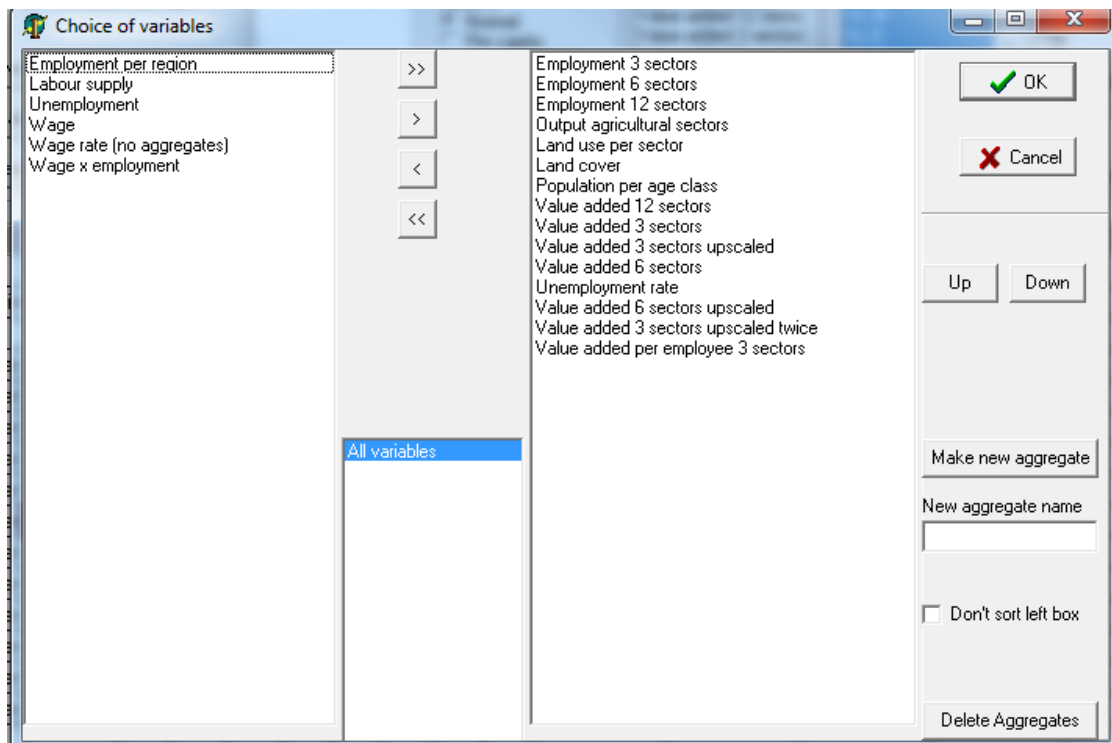 Choice of variables
Employment per region
Labour supply
Unemployment
Wage
Wage rate (no aggregates)
Wage x employment
>>
>
<
<<
All variables
Employment 3 sectors
Employment 6 sectors
Employment 12 sectors
Output agricultural sectors
Land use per sector
Land cover
Population per age class
Value added 12 sectors
Value added 3 sectors
Value added 3 sectors upscaled
Value added 6 sectors
Unemployment rate
Value added 6 sectors upscaled
Value added 3 sectors upscaled twice
Value added per employee 3 sectors
OK
Cancel
Up Down
Make new aggregate
New aggregate name
Don't sort left box
Delete Aggregates